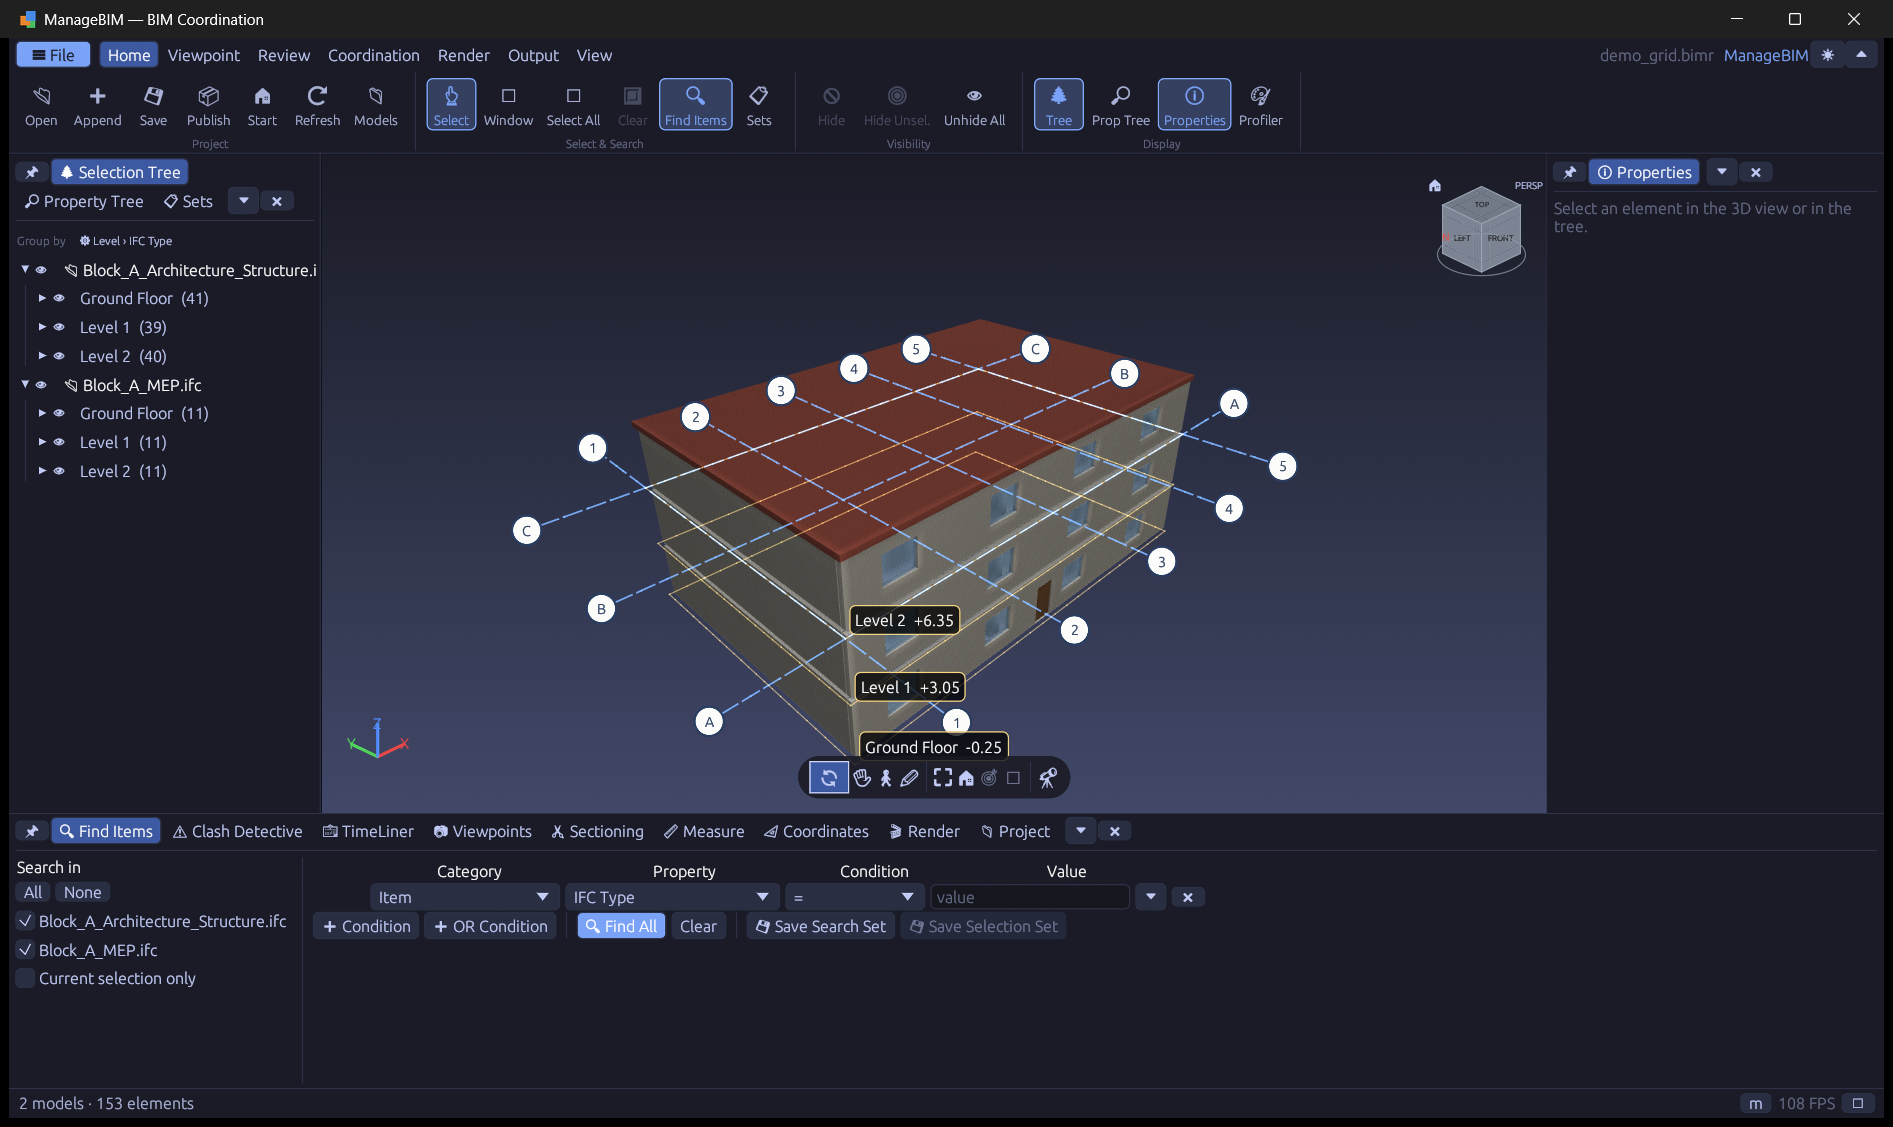 ManageBIM — BIM Coordination
File Home Viewpoint Review Coordination Render Output View demo_grid.bimr ManageBIM
Open Append Save Publish Start Refresh Models Select Window Select All Clear Find Items Sets Hide Hide Unsel. Unhide All Tree Prop Tree Properties Profiler
Project Select & Search Visibility Display
Selection Tree
Property Tree Sets
Group by Level › IFC Type
Block_A_Architecture_Structure.i
Ground Floor (41)
Level 1 (39)
Level 2 (40)
Block_A_MEP.ifc
Ground Floor (11)
Level 1 (11)
Level 2 (11)
PERSP
TOP
LEFT FRONT
5 C
4 B
3 A
2
1 5
C 4
3
B
Level 2 +6.35
2
Level 1 +3.05
A 1
Ground Floor -0.25
Z
Y X
Properties
Select an element in the 3D view or in the
tree.
Find Items Clash Detective TimeLiner Viewpoints Sectioning Measure Coordinates Render Project
Search in
All None
Block_A_Architecture_Structure.ifc
Block_A_MEP.ifc
Current selection only
Category Property Condition Value
Item IFC Type = value
+ Condition + OR Condition Find All Clear Save Search Set Save Selection Set
2 models · 153 elements m 108 FPS